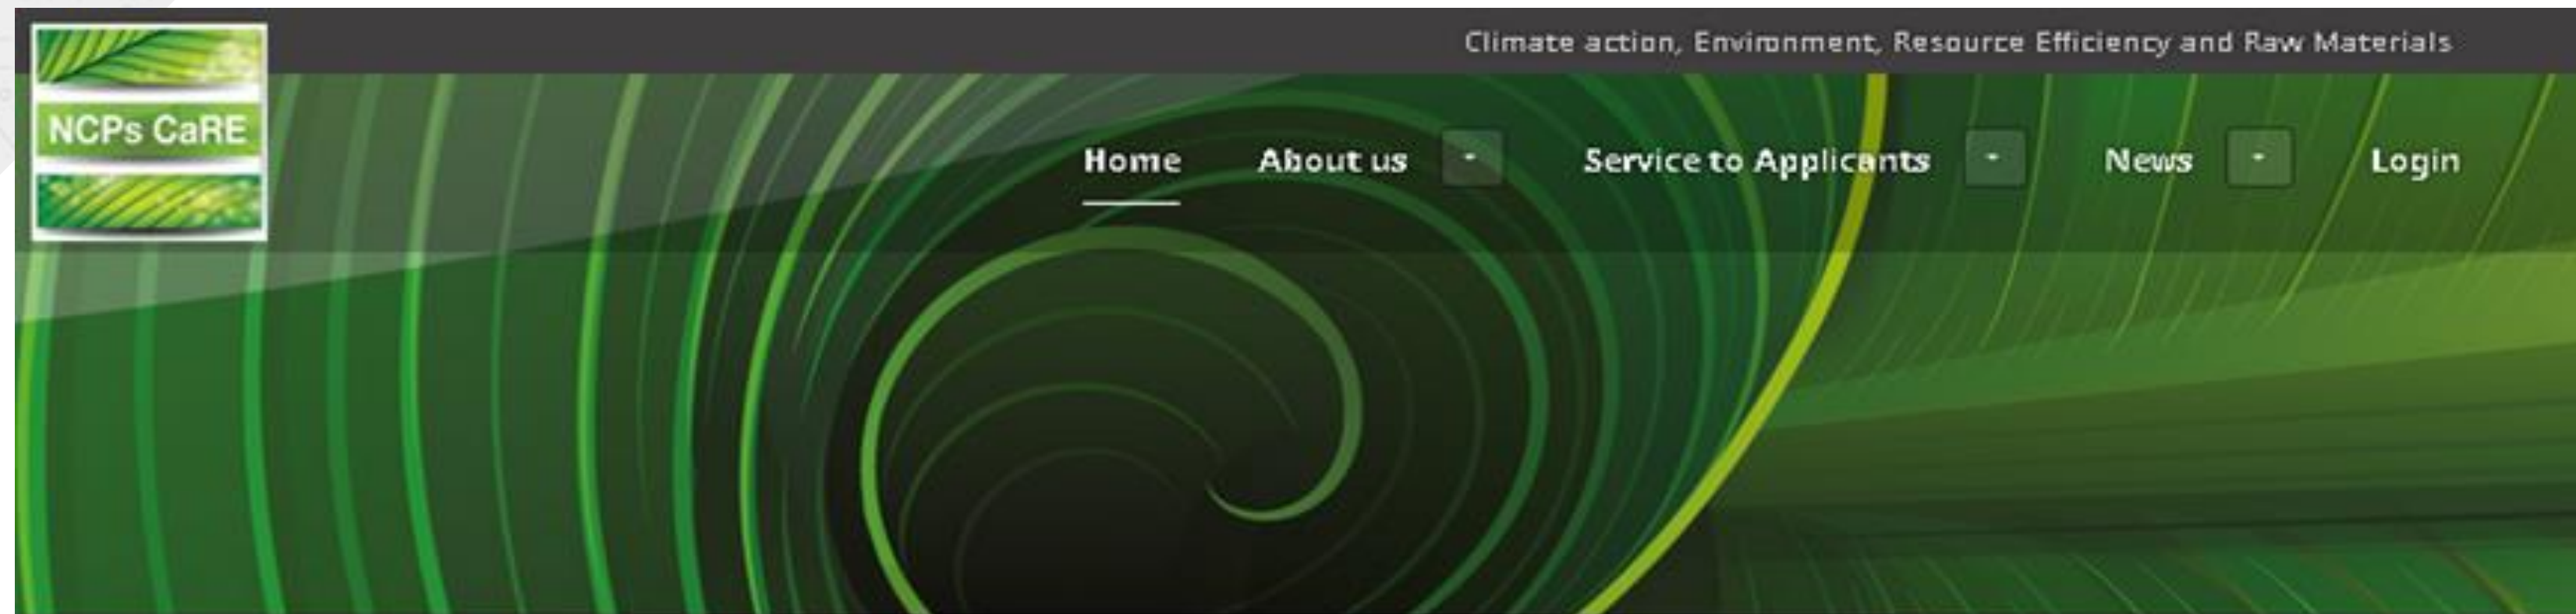 Climate action, Environment, Resource Efficiency and Raw Materials
NCPs CaRE
Home About us Service to Applicants News Login